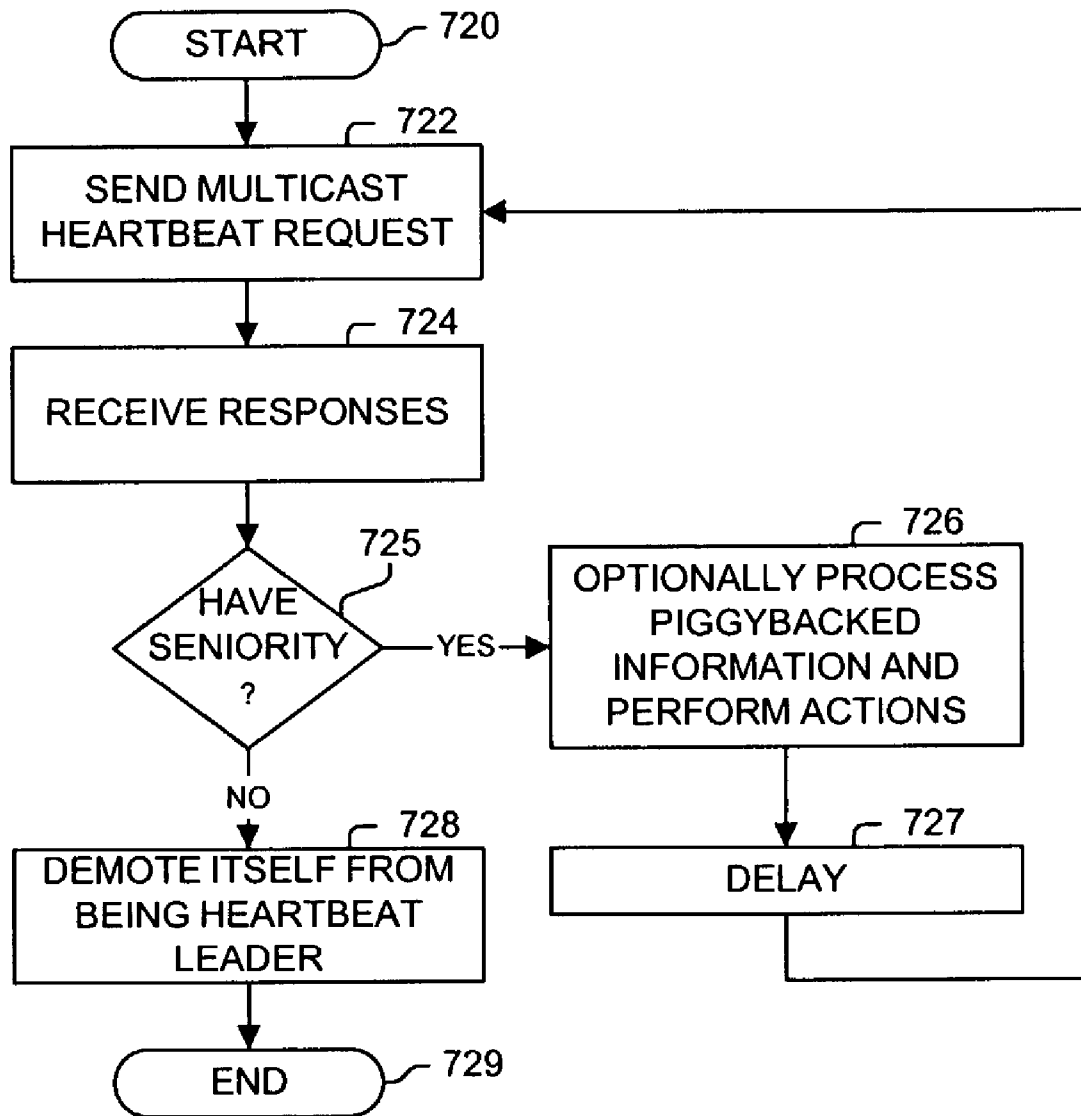 START
720
722
SEND MULTICAST
HEARTBEAT REQUEST
724
RECEIVE RESPONSES
725
HAVE
SENIORITY
?
YES
726
OPTIONALLY PROCESS
PIGGYBACKED
INFORMATION AND
PERFORM ACTIONS
NO
727
DELAY
728
DEMOTE ITSELF FROM
BEING HEARTBEAT
LEADER
END
729